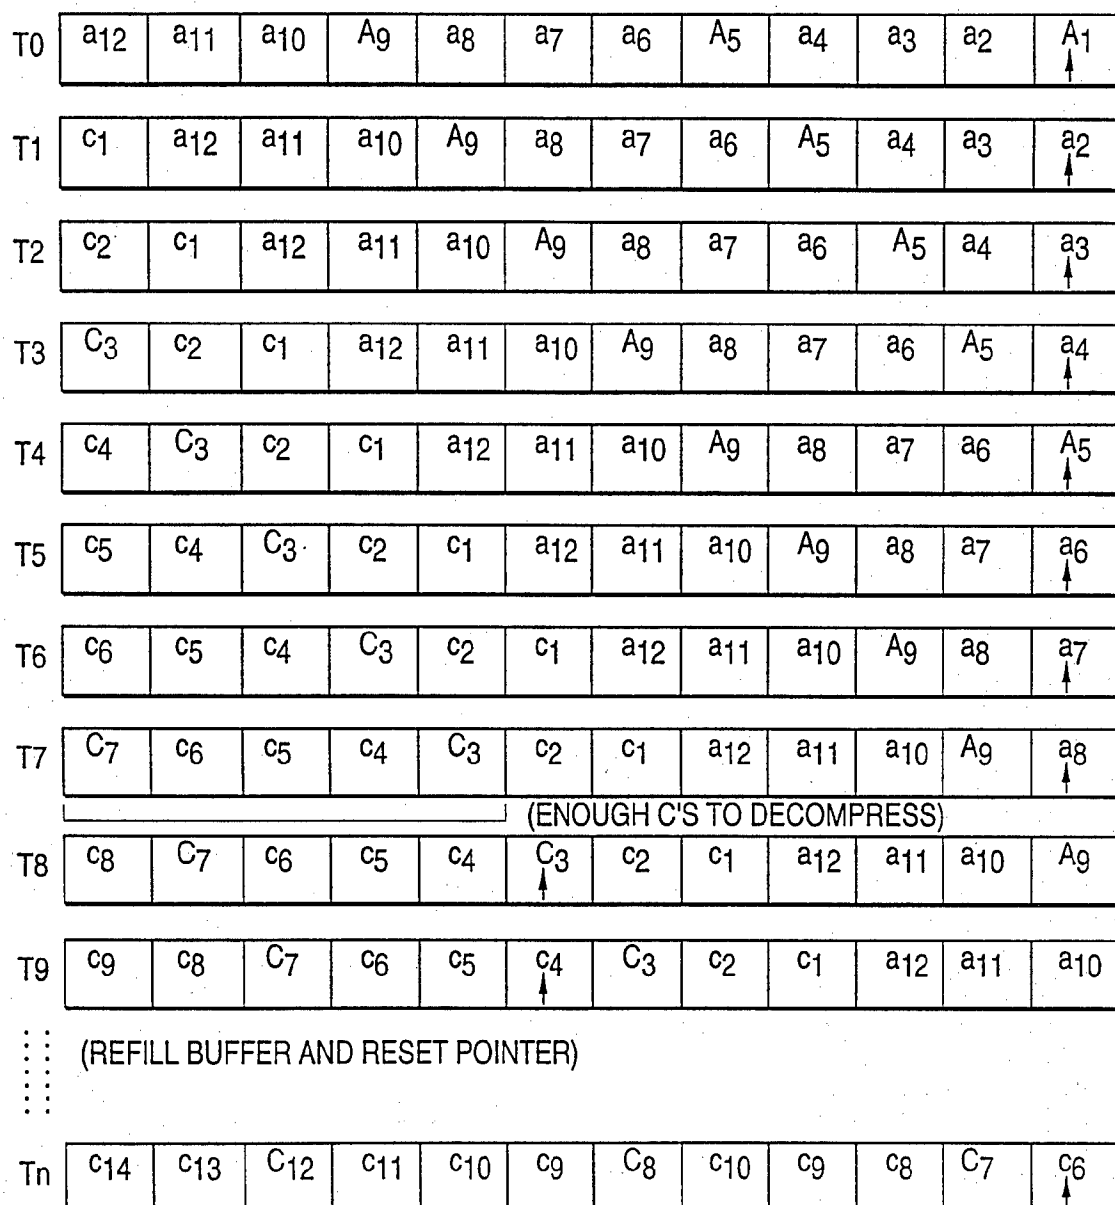 T0 a12 a11 a10 A9 a8 a7 a6 A5 a4 a3 a2 A1
T1 c1 a12 a11 a10 A9 a8 a7 a6 A5 a4 a3 a2
T2 c2 c1 a12 a11 a10 A9 a8 a7 a6 A5 a4 a3
T3 C3 c2 c1 a12 a11 a10 A9 a8 a7 a6 A5 a4
T4 c4 C3 c2 c1 a12 a11 a10 A9 a8 a7 a6 A5
T5 c5 c4 C3 c2 c1 a12 a11 a10 A9 a8 a7 a6
T6 c6 c5 c4 C3 c2 c1 a12 a11 a10 A9 a8 a7
T7 C7 c6 c5 c4 C3 c2 c1 a12 a11 a10 A9 a8
(ENOUGH C'S TO DECOMPRESS)
T8 c8 C7 c6 c5 c4 C3 c2 c1 a12 a11 a10 A9
T9 c9 c8 C7 c6 c5 c4 C3 c2 c1 a12 a11 a10
(REFILL BUFFER AND RESET POINTER)
Tn c14 c13 C12 c11 c10 c9 C8 c10 c9 c8 C7 c6